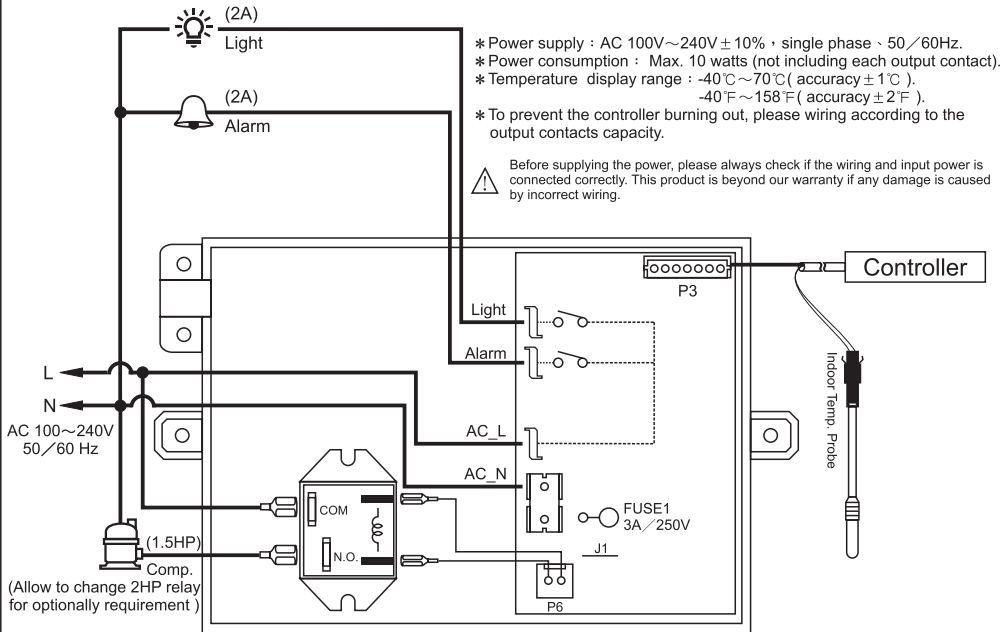 (2A)
Light
(2A)
Alarm
＊Power supply：AC 100V～240V±10%，single phase、50／60Hz.
＊Power consumption： Max. 10 watts (not including each output contact).
＊Temperature display range：-40℃～70℃( accuracy±1℃ ).
-40℉～158℉( accuracy±2℉ ).
＊To prevent the controller burning out, please wiring according to the
output contacts capacity.
Before supplying the power, please always check if the wiring and input power is
connected correctly. This product is beyond our warranty if any damage is caused
by incorrect wiring.
Controller
P3
Light
Alarm
Indoor Temp. Probe
L
N
AC 100～240V
50／60 Hz
AC_L
AC_N
COM
N.O.
FUSE1
3A／250V
J1
P6
(1.5HP)
Comp.
(Allow to change 2HP relay
for optionally requirement )